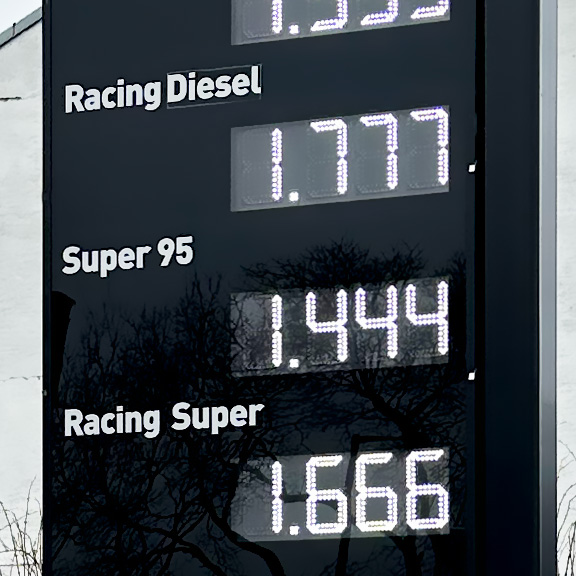 Racing Diesel
1.777
Super 95
1.444
Racing Super
1.666